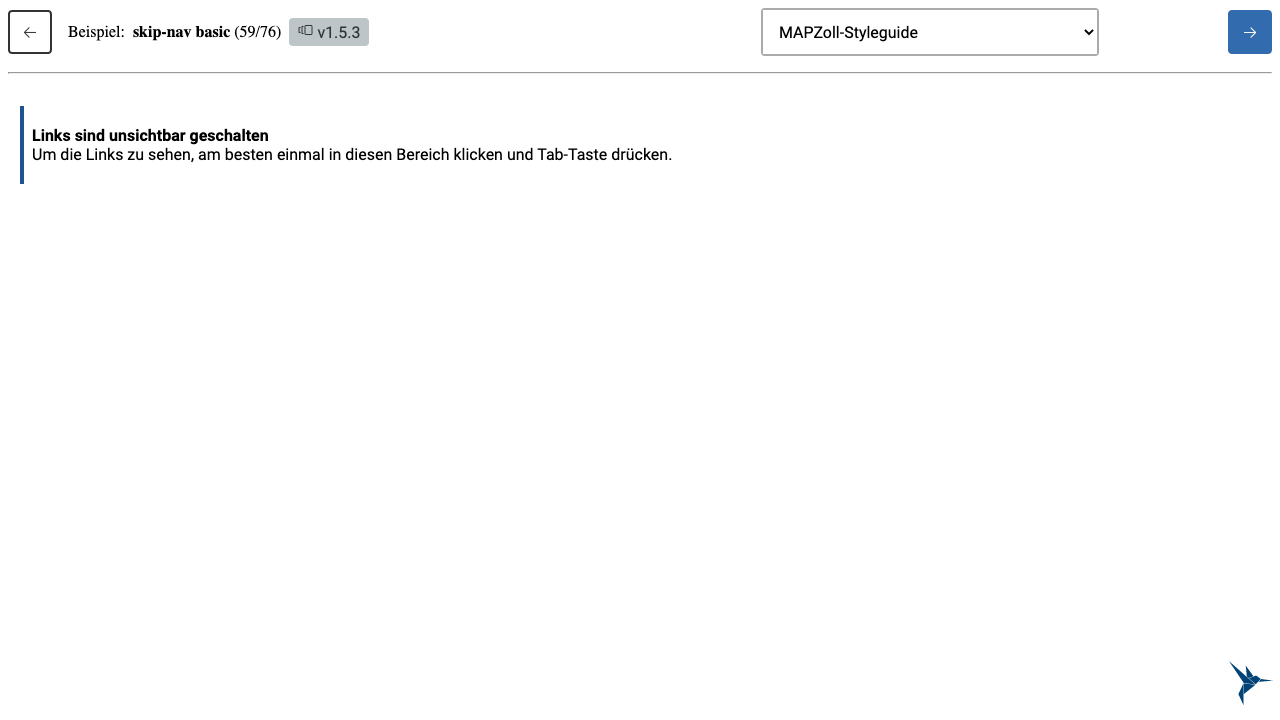 Beispiel: skip-nav basic (59/76) v1.5.3 MAPZoll-Styleguide
Links sind unsichtbar geschalten
Um die Links zu sehen, am besten einmal in diesen Bereich klicken und Tab-Taste drücken.